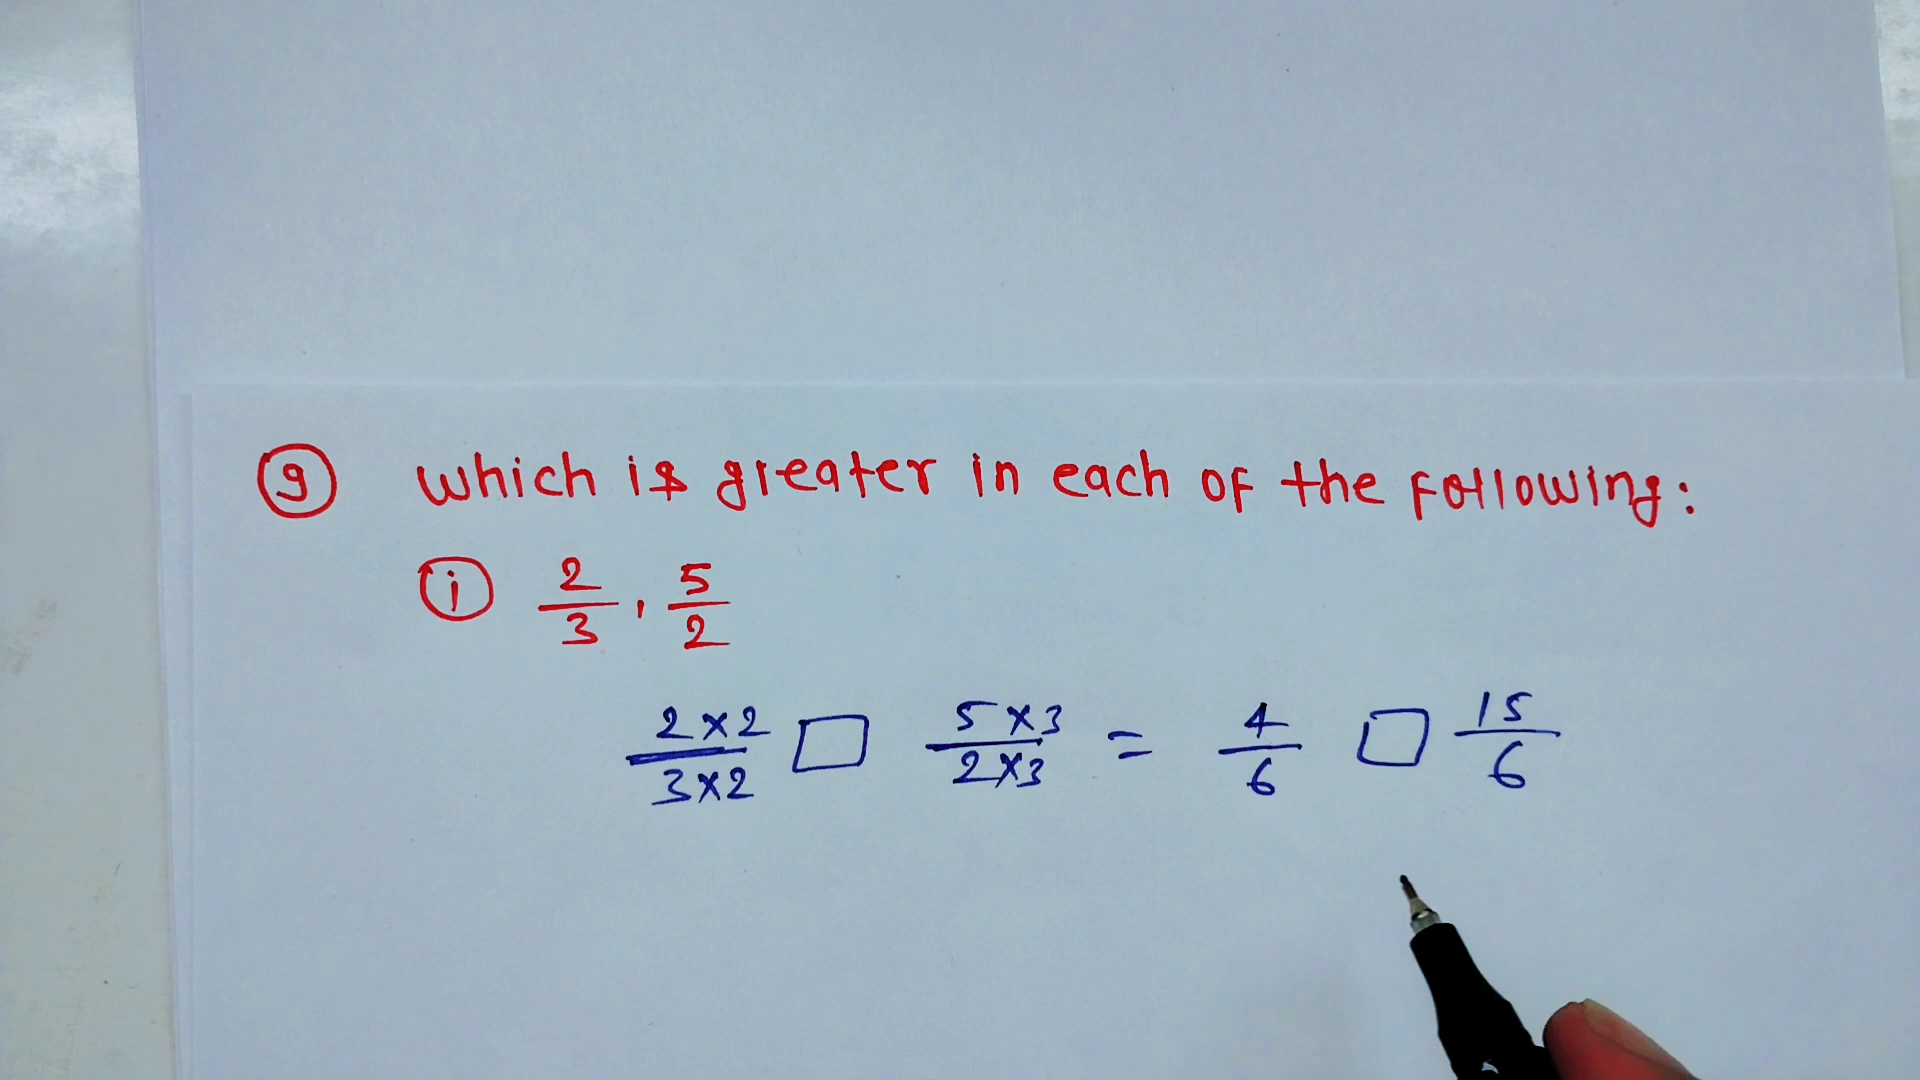 9 which is greater in each of the following:
i 2/3, 5/2
2×2/3×2 □ 5×3/2×3 = 4/6 □ 15/6